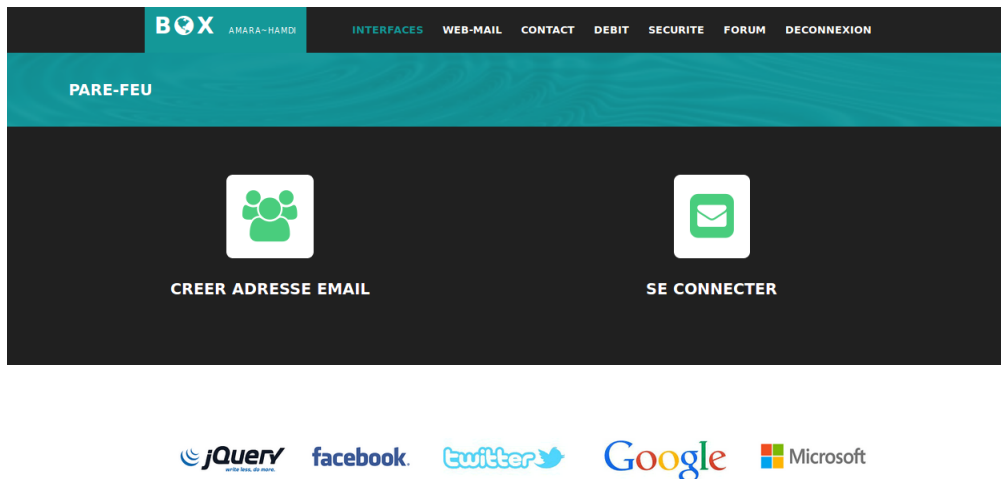 BOX AMARA~HAMDI INTERFACES WEB-MAIL CONTACT DEBIT SECURITE FORUM DECONNEXION
PARE-FEU
CREER ADRESSE EMAIL SE CONNECTER
jQuery facebook. twitter Google Microsoft
write less, do more.